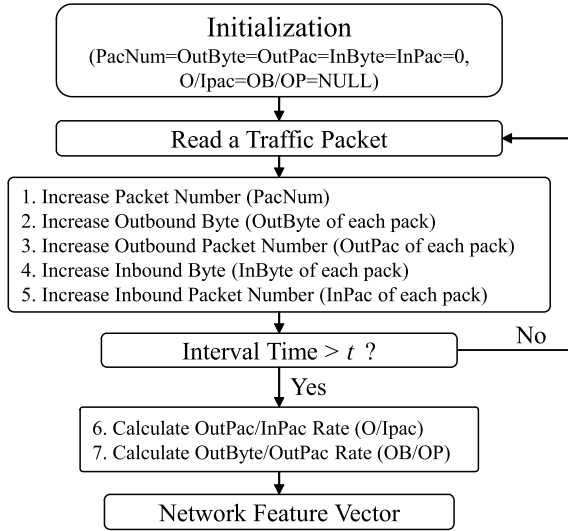 Initialization
(PacNum=OutByte=OutPac=InByte=InPac=0,
O/Ipac=OB/OP=NULL)
Read a Traffic Packet
1. Increase Packet Number (PacNum)
2. Increase Outbound Byte (OutByte of each pack)
3. Increase Outbound Packet Number (OutPac of each pack)
4. Increase Inbound Byte (InByte of each pack)
5. Increase Inbound Packet Number (InPac of each pack)
Interval Time > t ?
No
Yes
6. Calculate OutPac/InPac Rate (O/Ipac)
7. Calculate OutByte/OutPac Rate (OB/OP)
Network Feature Vector